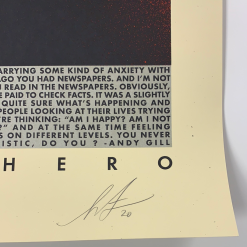 ARRYING SOME KIND OF ANXIETY WITH
AGO YOU HAD NEWSPAPERS. AND I'M NOT
U READ IN THE NEWSPAPERS. OBVIOUSLY,
E PAID TO CHECK FACTS. IT WAS A SLIGHTLY
QUITE SURE WHAT'S HAPPENING AND
PEOPLE LOOKING AT THEIR LIVES TRYING
'RE THINKING: "AM I HAPPY? AM I NOT
?" AND AT THE SAME TIME FEELING
S ON DIFFERENT LEVELS. YOU NEVER
ISTIC, DO YOU? -ANDY GILL
HERO
20